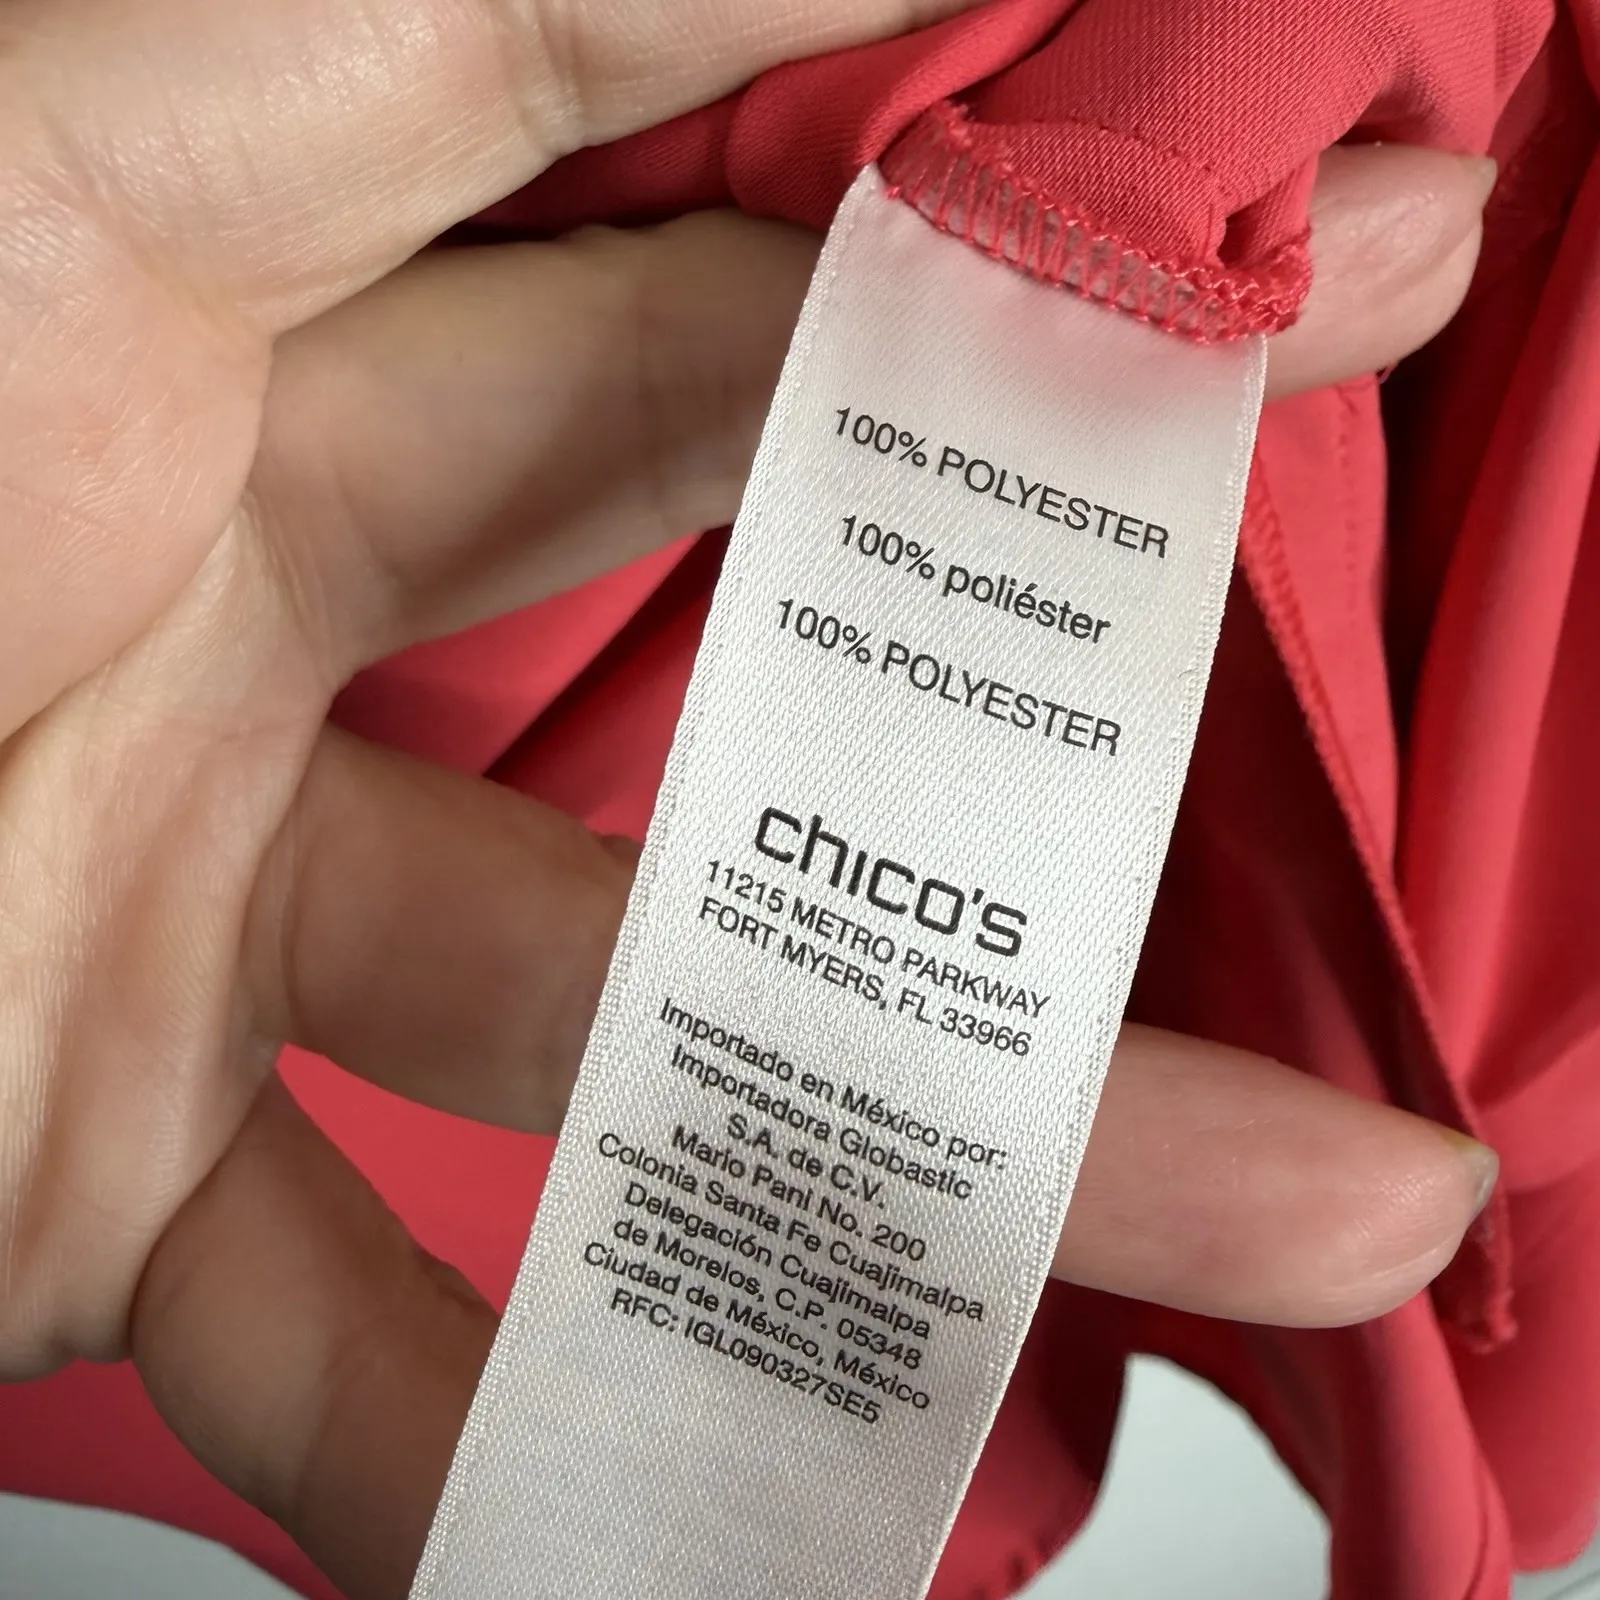 100% POLYESTER
100% poliéster
100% POLYESTER
chico's
11215 METRO PARKWAY
FORT MYERS, FL 33966
Importado en México por:
Importadora Globastic
S.A. de C.V.
Mario Pani No. 200
Colonia Santa Fe Cuajimalpa
Delegación Cuajimalpa
de Morelos, C.P. 05348
Ciudad de México, México
RFC: IGL090327SE5